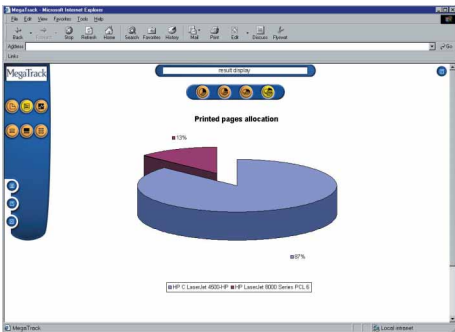 MegaTrack - Microsoft Internet Explorer
File Edit View Favorites Tools Help
Back Forward Stop Refresh Home Search Favorites History Mail Print Edit Discuss Flyswat
Address Go
Links
MegaTrack
result display
Printed pages allocation
13%
87%
HP C LaserJet 4500-HP HP LaserJet 8000 Series PCL 6
MegaTrack Local intranet